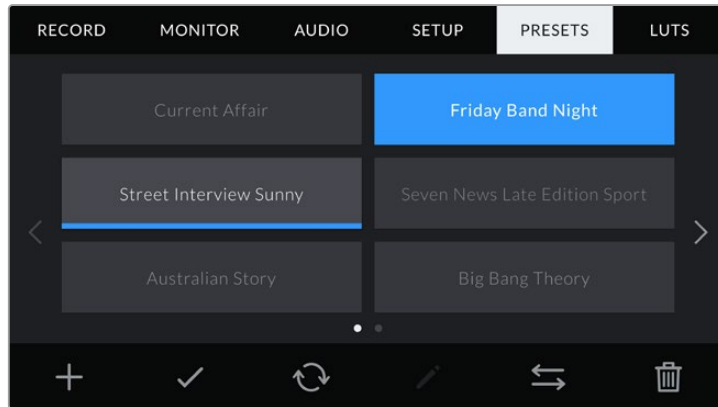 RECORD MONITOR AUDIO SETUP PRESETS LUTS
Current Affair Friday Band Night
Street Interview Sunny Seven News Late Edition Sport
Australian Story Big Bang Theory